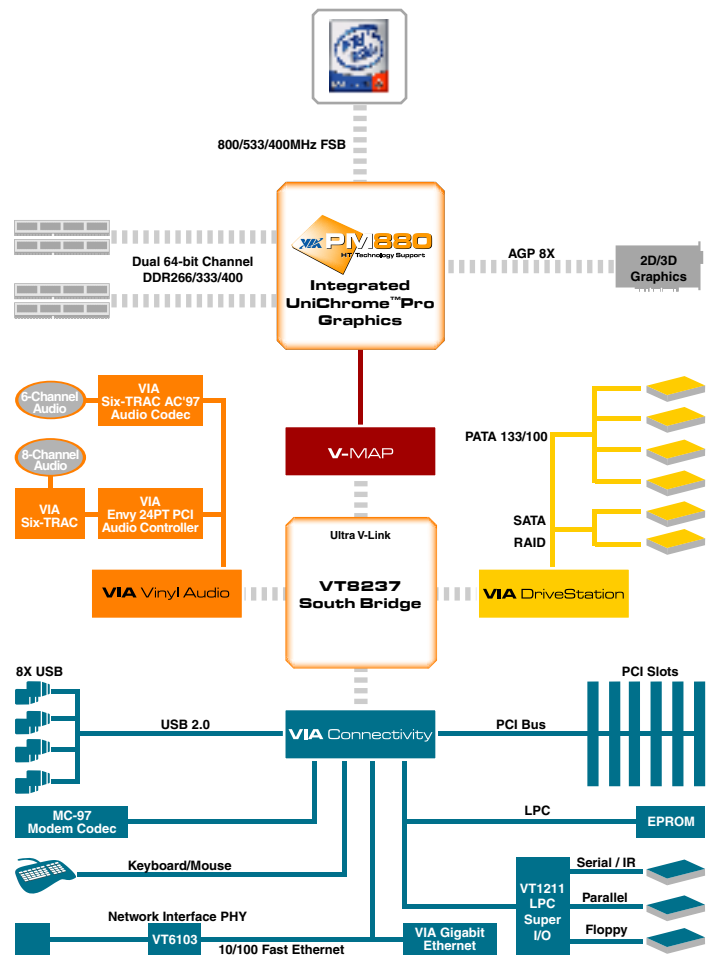 800/533/400MHz FSB
VIA PM880
HT Technology Support
Integrated
UniChrome™Pro
Graphics
Dual 64-bit Channel
DDR266/333/400
AGP 8X
2D/3D
Graphics
6-Channel
Audio
VIA
Six-TRAC AC'97
Audio Codec
8-Channel
Audio
VIA
Six-TRAC
VIA
Envy 24PT PCI
Audio Controller
V-MAP
PATA 133/100
SATA
RAID
Ultra V-Link
VT8237
South Bridge
VIA Vinyl Audio
VIA DriveStation
8X USB
USB 2.0
VIA Connectivity
PCI Bus
PCI Slots
MC-97
Modem Codec
LPC
EPROM
Keyboard/Mouse
VT1211
LPC
Super
I/O
Serial / IR
Parallel
Floppy
Network Interface PHY
VT6103
10/100 Fast Ethernet
VIA Gigabit
Ethernet